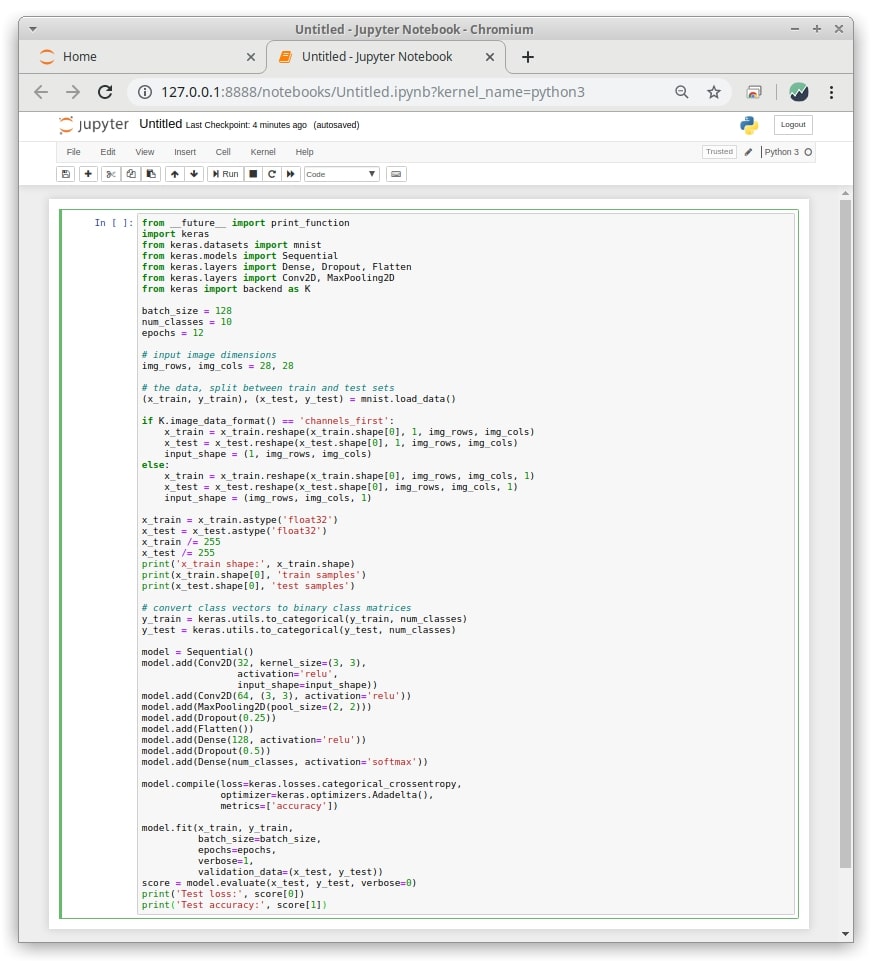 Untitled - Jupyter Notebook - Chromium
Home
Untitled - Jupyter Notebook
127.0.0.1:8888/notebooks/Untitled.ipynb?kernel_name=python3
jupyter Untitled Last Checkpoint: 4 minutes ago (autosaved)
Logout
File Edit View Insert Cell Kernel Help
Trusted Python 3
Run Code
In [ ]:
from __future__ import print_function
import keras
from keras.datasets import mnist
from keras.models import Sequential
from keras.layers import Dense, Dropout, Flatten
from keras.layers import Conv2D, MaxPooling2D
from keras import backend as K

batch_size = 128
num_classes = 10
epochs = 12

# input image dimensions
img_rows, img_cols = 28, 28

# the data, split between train and test sets
(x_train, y_train), (x_test, y_test) = mnist.load_data()

if K.image_data_format() == 'channels_first':
    x_train = x_train.reshape(x_train.shape[0], 1, img_rows, img_cols)
    x_test = x_test.reshape(x_test.shape[0], 1, img_rows, img_cols)
    input_shape = (1, img_rows, img_cols)
else:
    x_train = x_train.reshape(x_train.shape[0], img_rows, img_cols, 1)
    x_test = x_test.reshape(x_test.shape[0], img_rows, img_cols, 1)
    input_shape = (img_rows, img_cols, 1)

x_train = x_train.astype('float32')
x_test = x_test.astype('float32')
x_train /= 255
x_test /= 255
print('x_train shape:', x_train.shape)
print(x_train.shape[0], 'train samples')
print(x_test.shape[0], 'test samples')

# convert class vectors to binary class matrices
y_train = keras.utils.to_categorical(y_train, num_classes)
y_test = keras.utils.to_categorical(y_test, num_classes)

model = Sequential()
model.add(Conv2D(32, kernel_size=(3, 3),
                 activation='relu',
                 input_shape=input_shape))
model.add(Conv2D(64, (3, 3), activation='relu'))
model.add(MaxPooling2D(pool_size=(2, 2)))
model.add(Dropout(0.25))
model.add(Flatten())
model.add(Dense(128, activation='relu'))
model.add(Dropout(0.5))
model.add(Dense(num_classes, activation='softmax'))

model.compile(loss=keras.losses.categorical_crossentropy,
              optimizer=keras.optimizers.Adadelta(),
              metrics=['accuracy'])

model.fit(x_train, y_train,
          batch_size=batch_size,
          epochs=epochs,
          verbose=1,
          validation_data=(x_test, y_test))
score = model.evaluate(x_test, y_test, verbose=0)
print('Test loss:', score[0])
print('Test accuracy:', score[1])